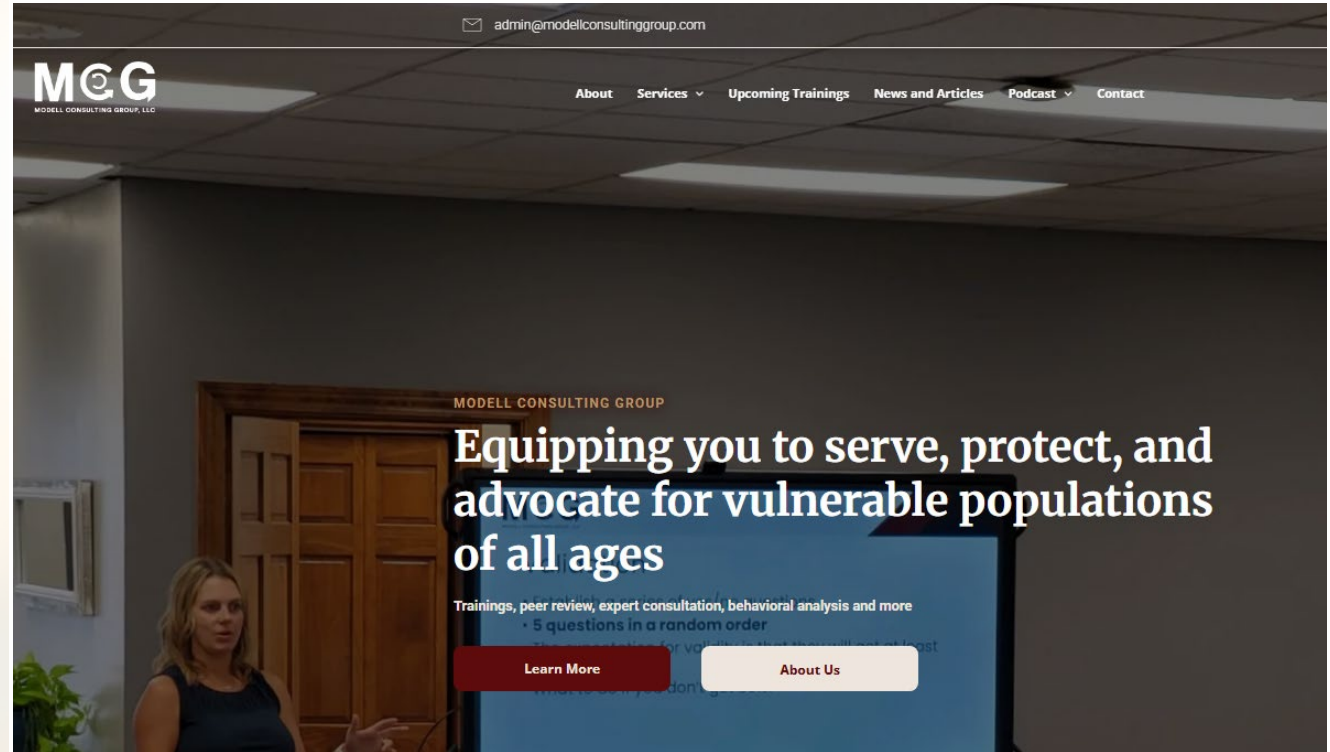 admin@modellconsultinggroup.com
MCG
MODELL CONSULTING GROUP, LLC
About Services Upcoming Trainings News and Articles Podcast Contact
MODELL CONSULTING GROUP
Equipping you to serve, protect, and
advocate for vulnerable populations
of all ages
Trainings, peer review, expert consultation, behavioral analysis and more
• 5 questions in a random order
Learn More
About Us